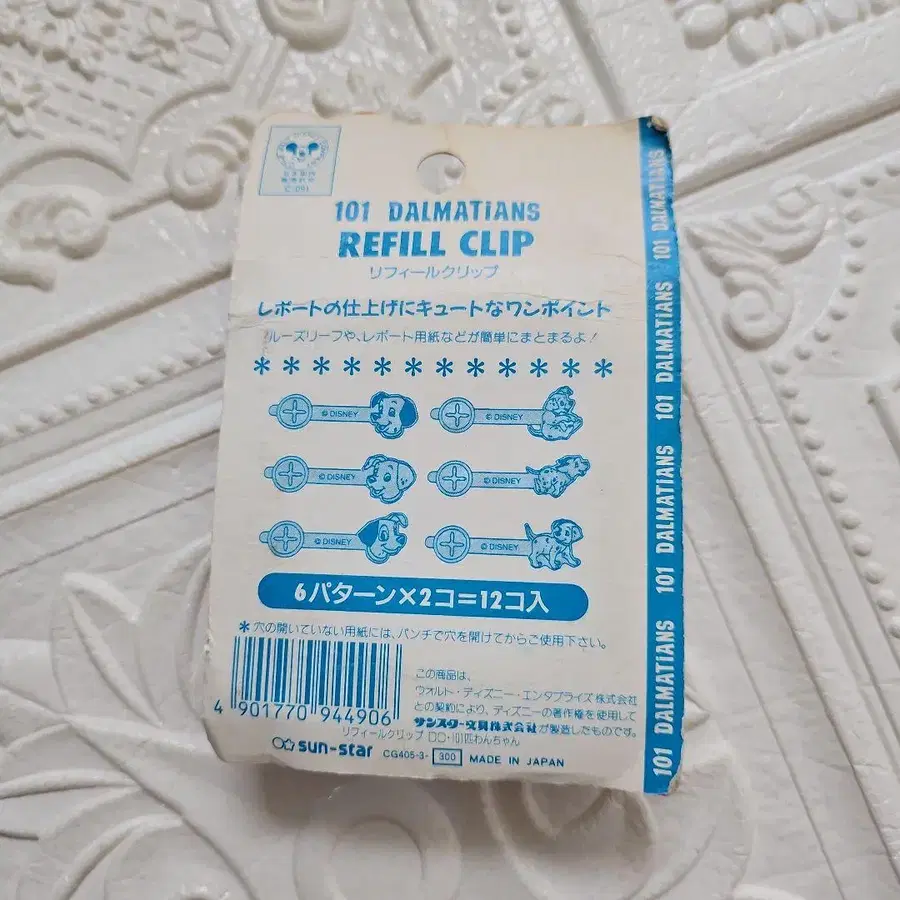 C-091
101 DALMATiANS
REFILL CLIP
リフィールクリップ
レポートの仕上げにキュートなワンポイント
ルーズリーフや、レポート用紙などが簡単にまとまるよ!
* * * * * * * * * * * *
© DISNEY
© DISNEY
© DISNEY
© DISNEY
© DISNEY
© DISNEY
6パターン×2コ=12コ入
* 穴の開いていない用紙には、パンチで穴を開けてからご使用下さい。
4 901770 944906
この商品は、
ウオルト・ディズニー・エンタプライズ株式会社
との契約により、ディズニーの著作権を使用して
サンスター文具株式会社が製造したものです。
リフィールクリップ DD・101匹わんちゃん
sun-star CG405-3- 300 MADE IN JAPAN
101 DALMATiANS
101 DALMATiANS
101 DALMATiANS
101 DALMATiANS
101 DALMATiANS